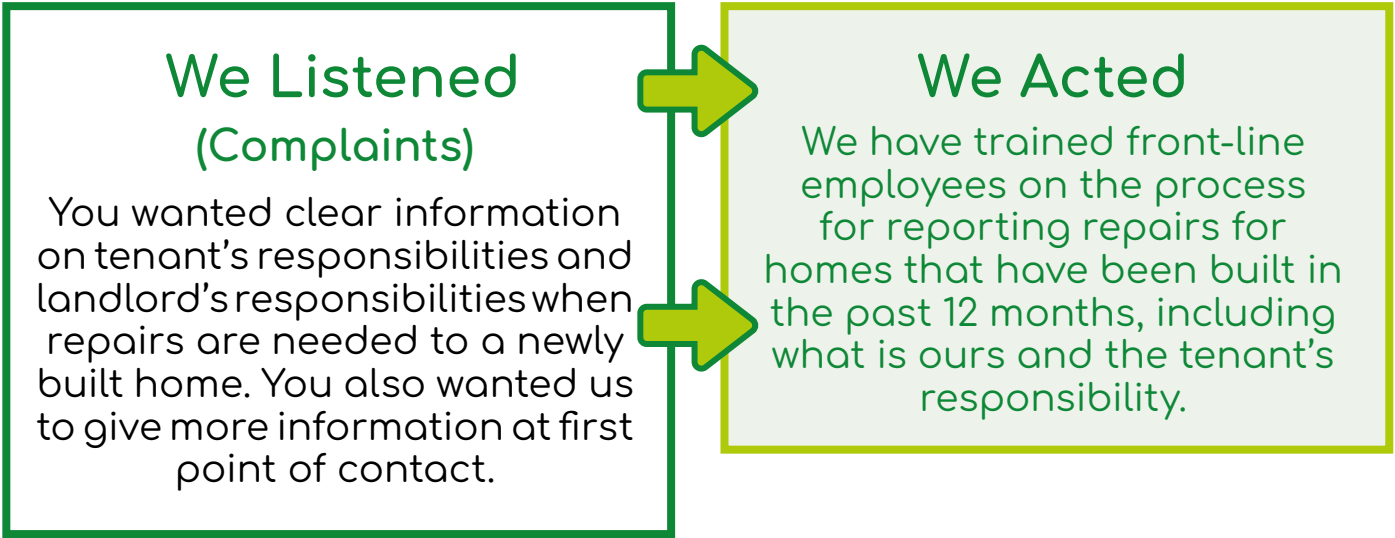 We Listened
(Complaints)
You wanted clear information
on tenant’s responsibilities and
landlord’s responsibilities when
repairs are needed to a newly
built home. You also wanted us
to give more information at first
point of contact.
We Acted
We have trained front-line
employees on the process
for reporting repairs for
homes that have been built in
the past 12 months, including
what is ours and the tenant’s
responsibility.